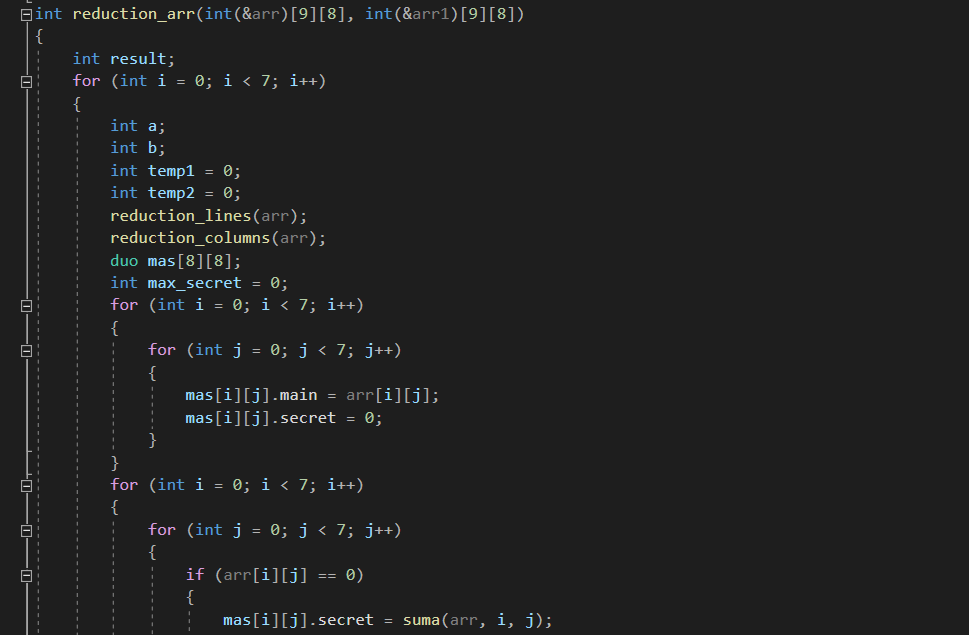 int reduction_arr(int(&arr)[9][8], int(&arr1)[9][8])
{
    int result;
    for (int i = 0; i < 7; i++)
    {
        int a;
        int b;
        int temp1 = 0;
        int temp2 = 0;
        reduction_lines(arr);
        reduction_columns(arr);
        duo mas[8][8];
        int max_secret = 0;
        for (int i = 0; i < 7; i++)
        {
            for (int j = 0; j < 7; j++)
            {
                mas[i][j].main = arr[i][j];
                mas[i][j].secret = 0;
            }
        }
        for (int i = 0; i < 7; i++)
        {
            for (int j = 0; j < 7; j++)
            {
                if (arr[i][j] == 0)
                {
                    mas[i][j].secret = suma(arr, i, j);